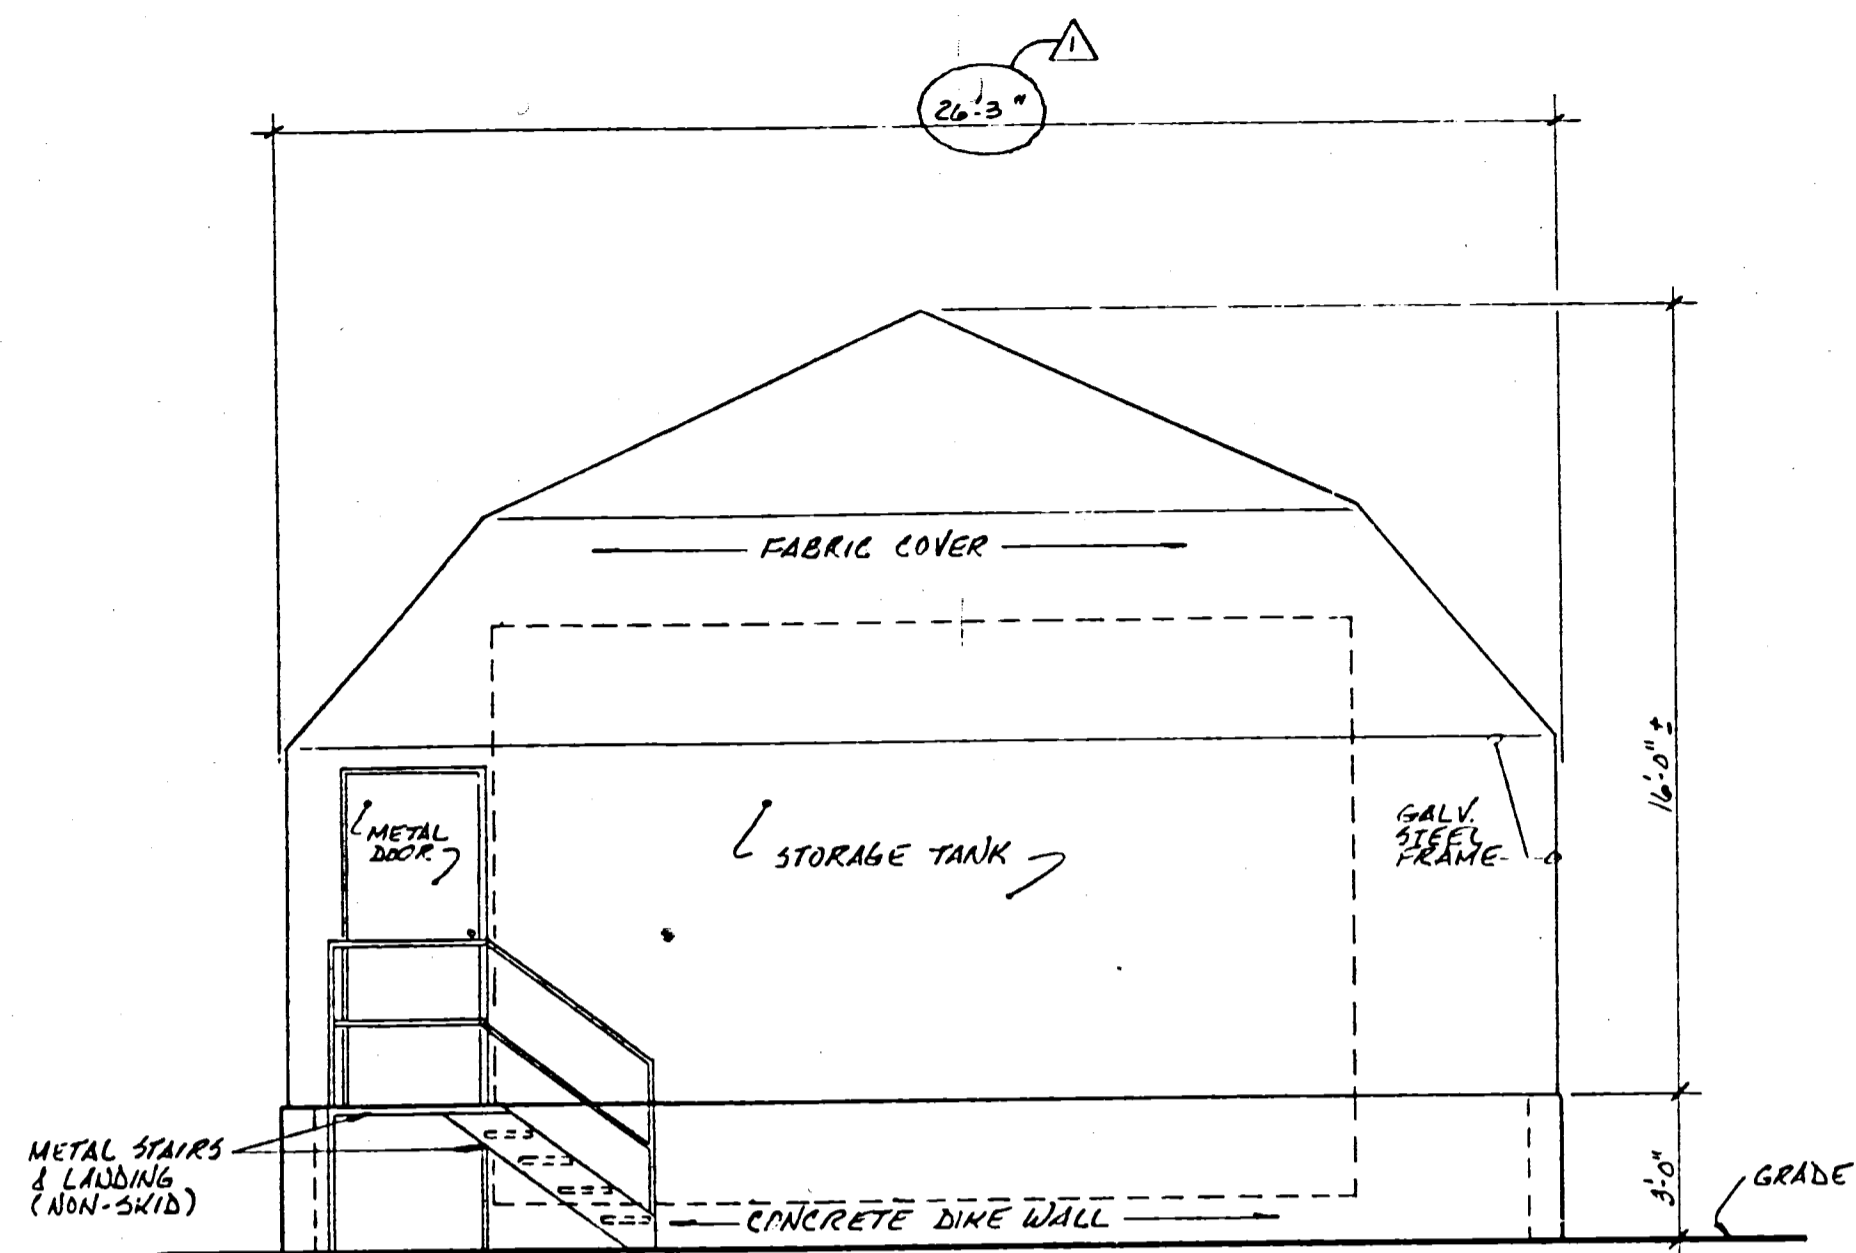 1
26'-3"
FABRIC COVER
16'-0" ±
METAL
DOOR
STORAGE TANK
GALV.
STEEL
FRAME
METAL STAIRS
& LANDING
(NON-SKID)
3'-0"
GRADE
CONCRETE DIKE WALL